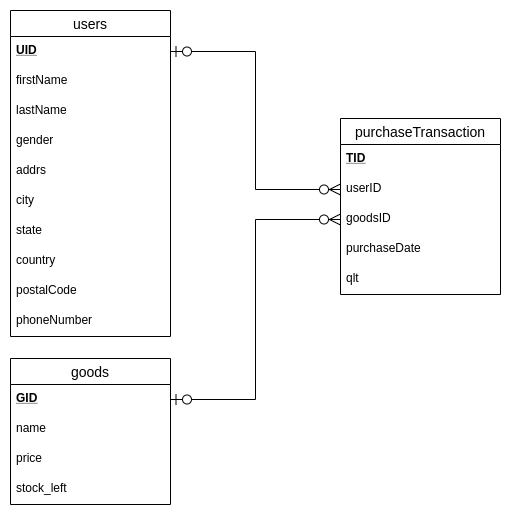 users
UID
firstName
lastName
gender
addrs
city
state
country
postalCode
phoneNumber
goods
GID
name
price
stock_left
purchaseTransaction
TID
userID
goodsID
purchaseDate
qlt